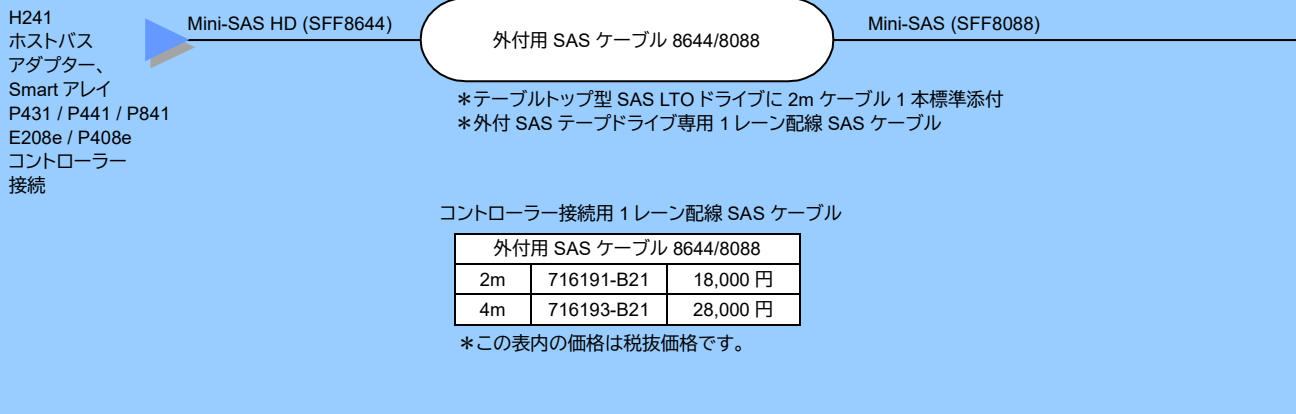 H241
ホストバス
アダプター、
Smart アレイ
P431 / P441 / P841
E208e / P408e
コントローラー
接続
Mini-SAS HD (SFF8644)
外付用 SAS ケーブル 8644/8088
Mini-SAS (SFF8088)
＊テーブルトップ型 SAS LTO ドライブに 2m ケーブル 1 本標準添付
＊外付 SAS テープドライブ専用 1 レーン配線 SAS ケーブル
コントローラー接続用 1 レーン配線 SAS ケーブル
外付用 SAS ケーブル 8644/8088
2m 716191-B21 18,000 円
4m 716193-B21 28,000 円
＊この表内の価格は税抜価格です。